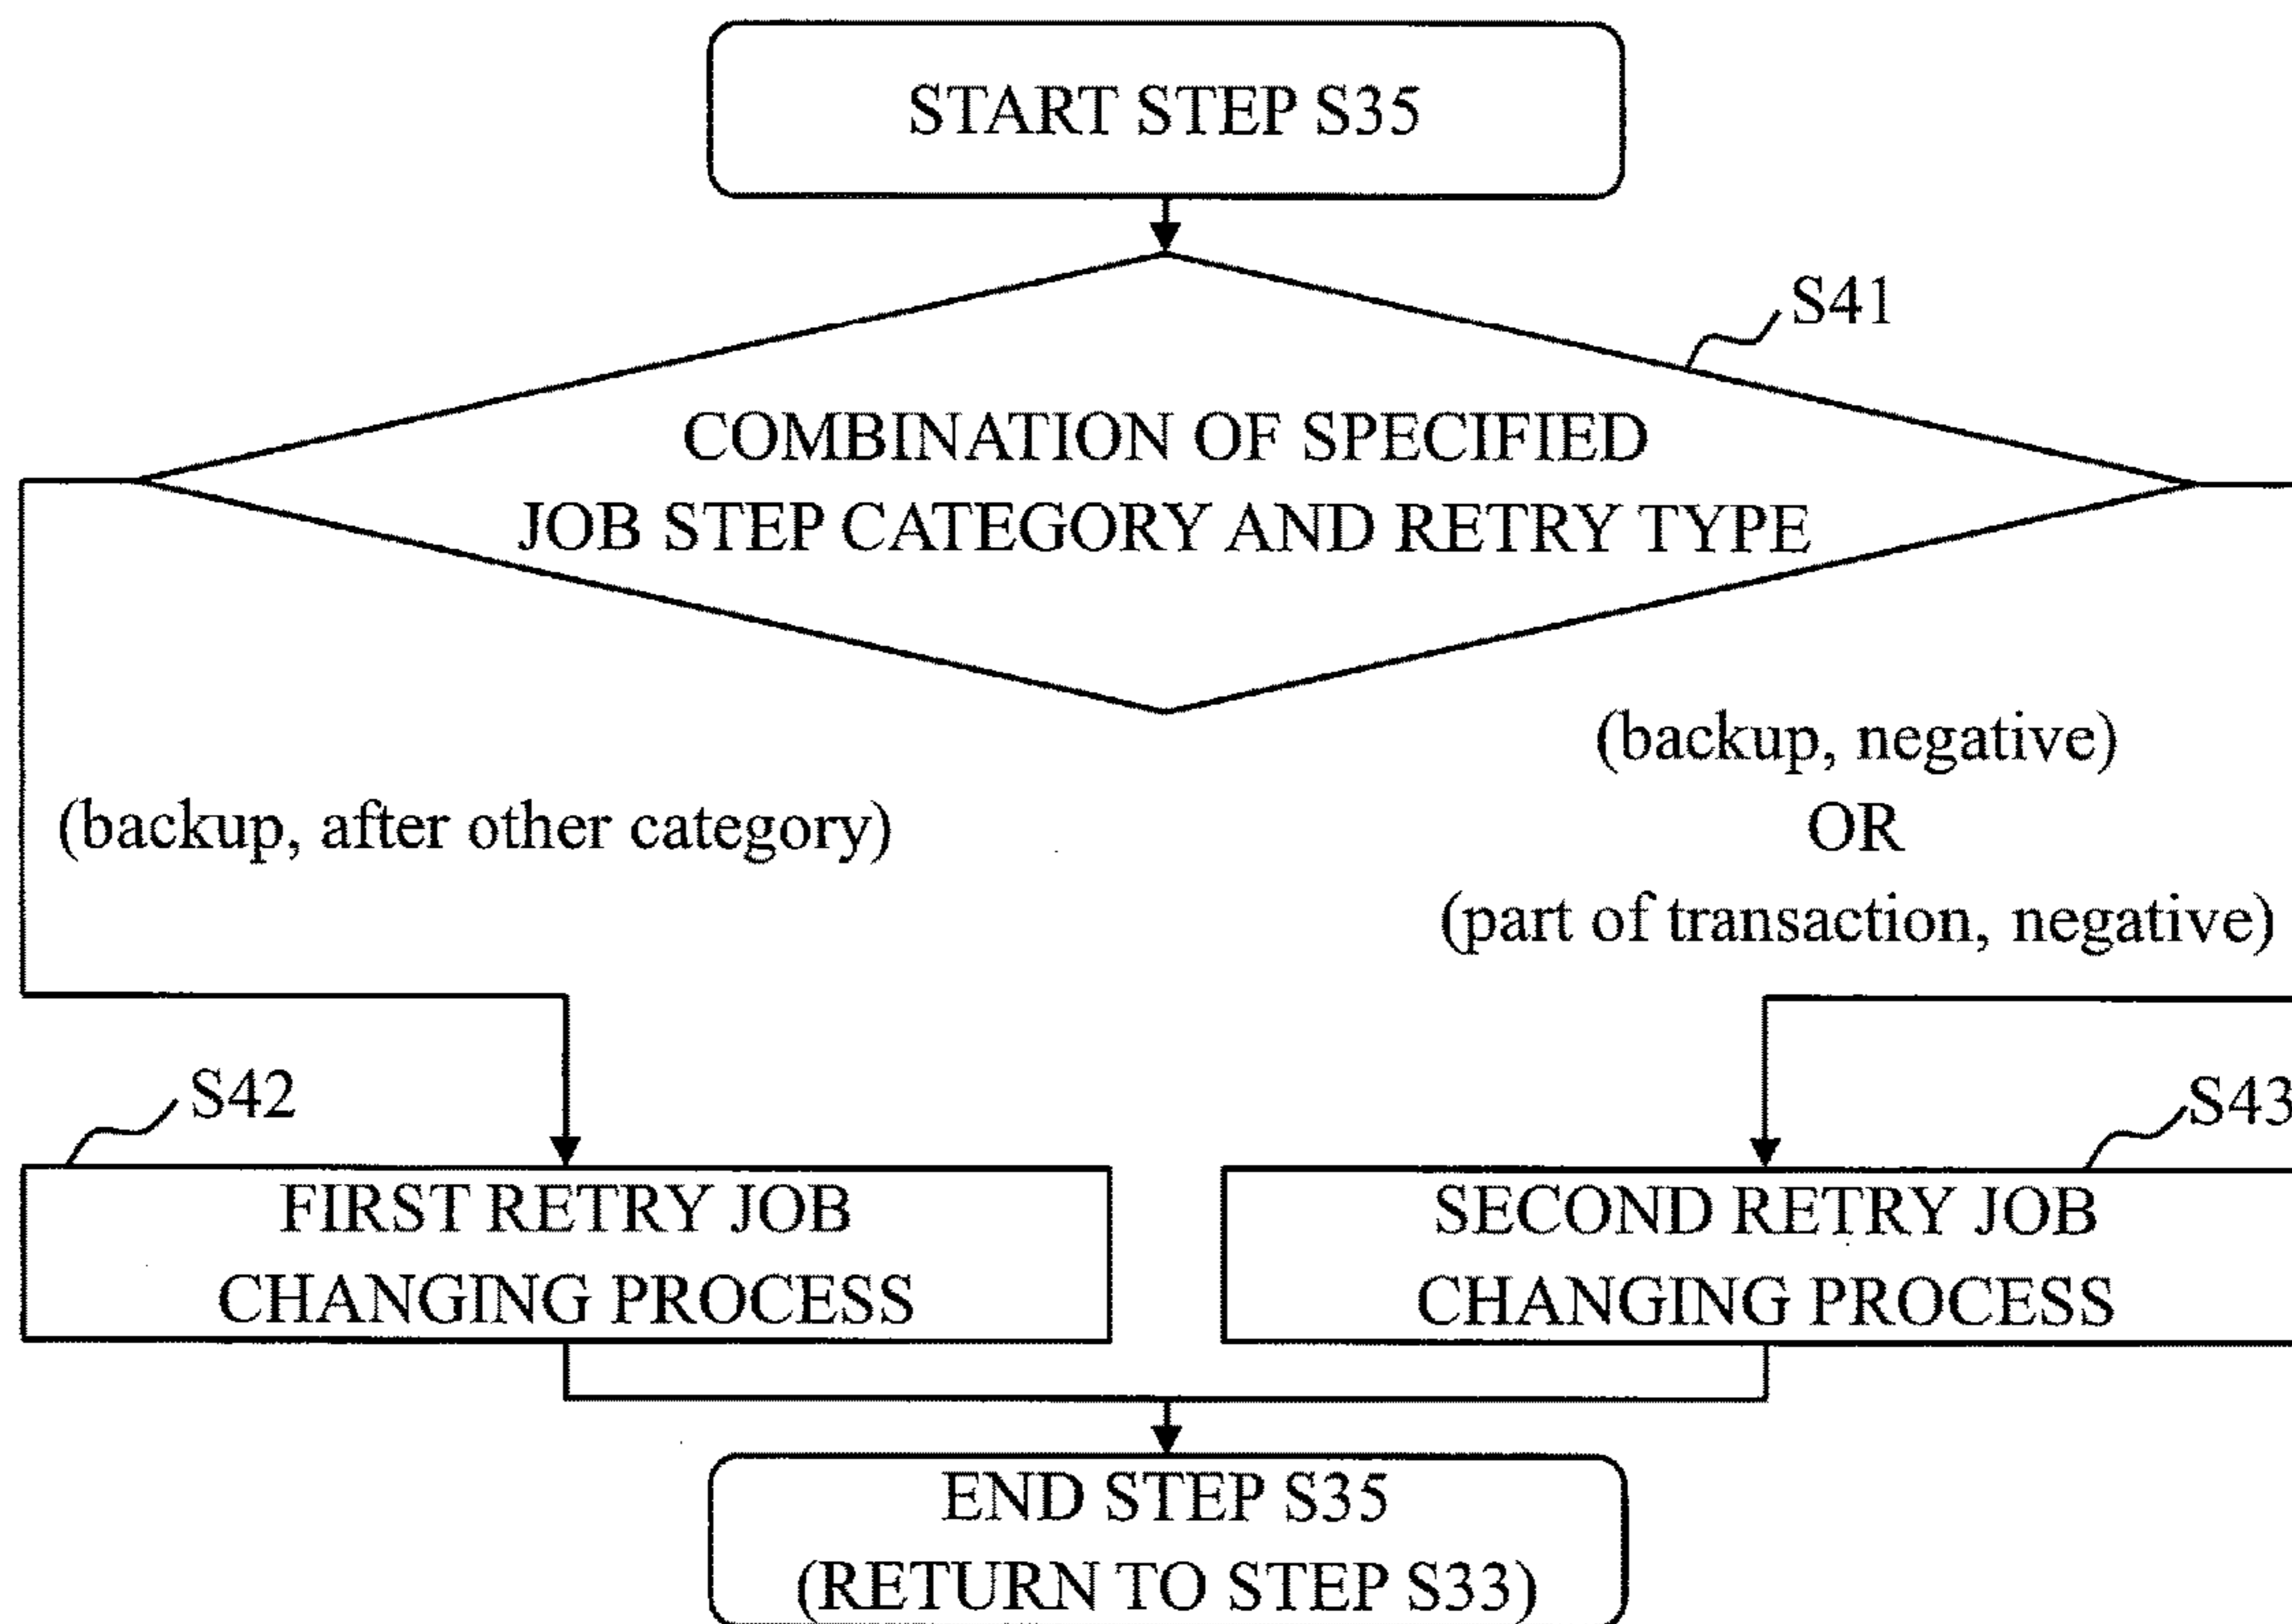 START STEP S35
S41
COMBINATION OF SPECIFIED
JOB STEP CATEGORY AND RETRY TYPE
(backup, negative)
OR
(part of transaction, negative)
(backup, after other category)
S42
S43
FIRST RETRY JOB
CHANGING PROCESS
SECOND RETRY JOB
CHANGING PROCESS
END STEP S35
(RETURN TO STEP S33)